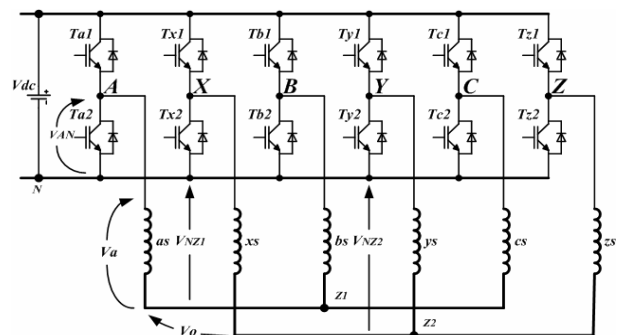 Ta1 Tx1 Tb1 Ty1 Tc1 Tz1
Vdc
A X B Y C Z
Ta2 Tx2 Tb2 Ty2 Tc2 Tz2
VAN
N
Va as VNZ1 xs bs VNZ2 ys cs zs
Z1
Vo Z2